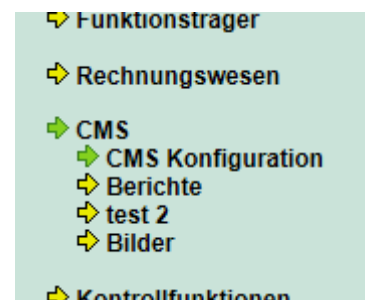 Funktionsträger
Rechnungswesen
CMS
CMS Konfiguration
Berichte
test 2
Bilder
Kontrollfunktionen